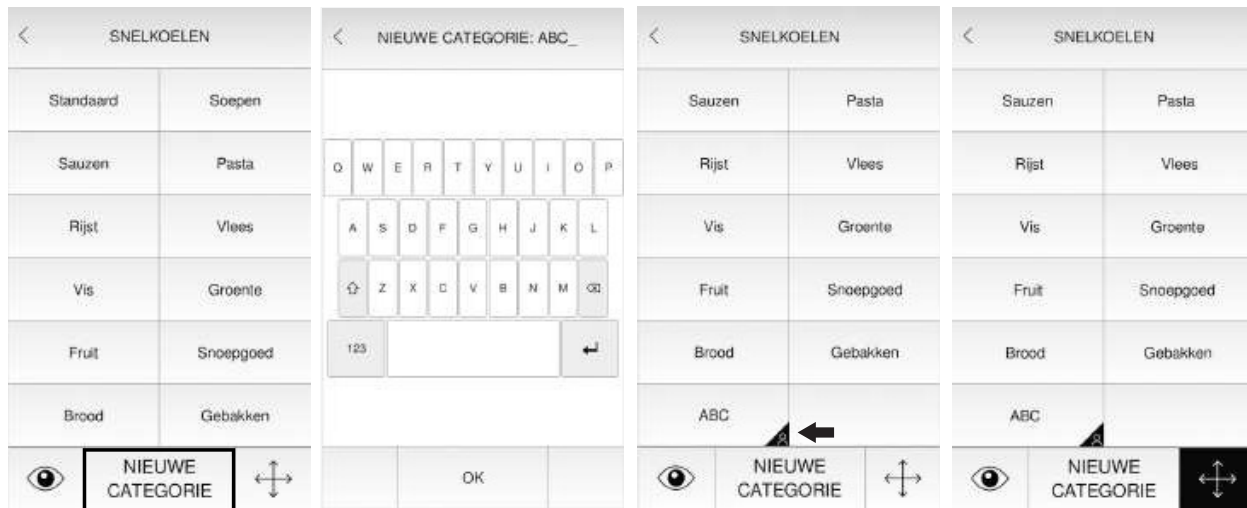 SNELKOELEN
Standaard Soepen
Sauzen Pasta
Rijst Vlees
Vis Groente
Fruit Snoepgoed
Brood Gebakken
NIEUWE
CATEGORIE
NIEUWE CATEGORIE: ABC_
Q W E R T Y U I O P
A S D F G H J K L
Z X C V B N M
123
OK
SNELKOELEN
Sauzen Pasta
Rijst Vlees
Vis Groente
Fruit Snoepgoed
Brood Gebakken
ABC
NIEUWE
CATEGORIE
SNELKOELEN
Sauzen Pasta
Rijst Vlees
Vis Groente
Fruit Snoepgoed
Brood Gebakken
ABC
NIEUWE
CATEGORIE